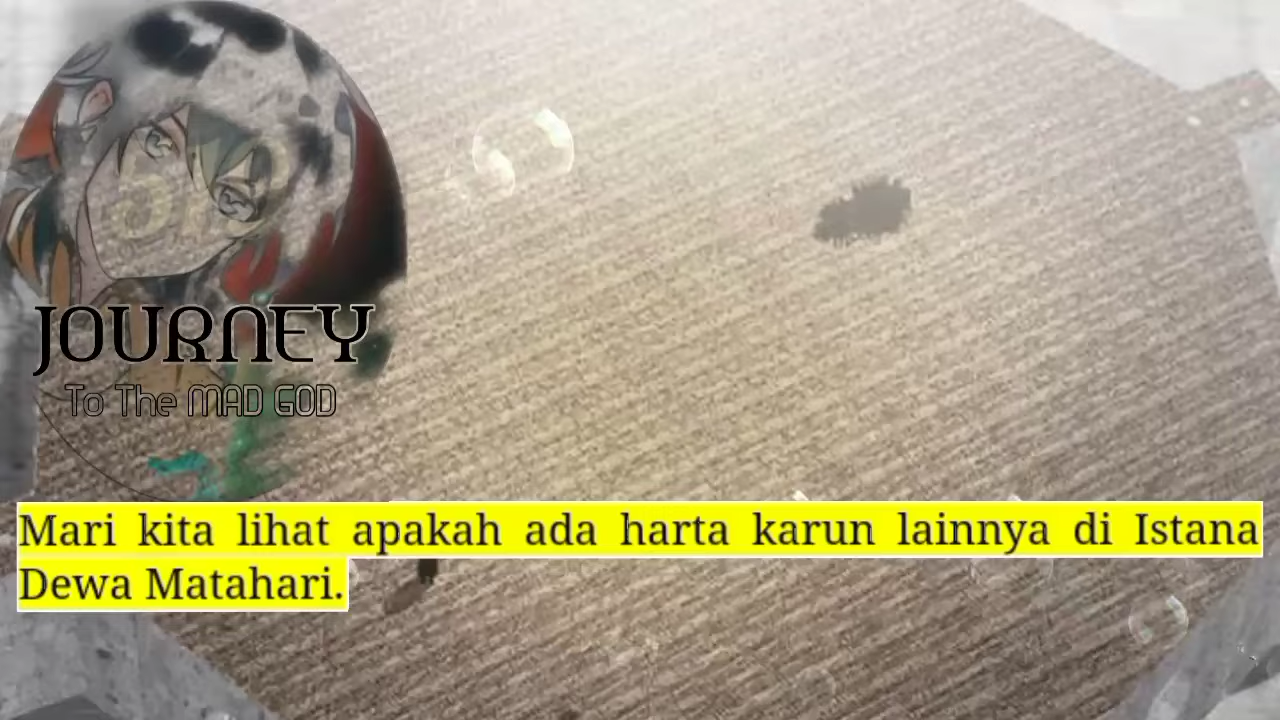 JOURNEY
To The MAD GOD
Mari kita lihat apakah ada harta karun lainnya di Istana
Dewa Matahari.